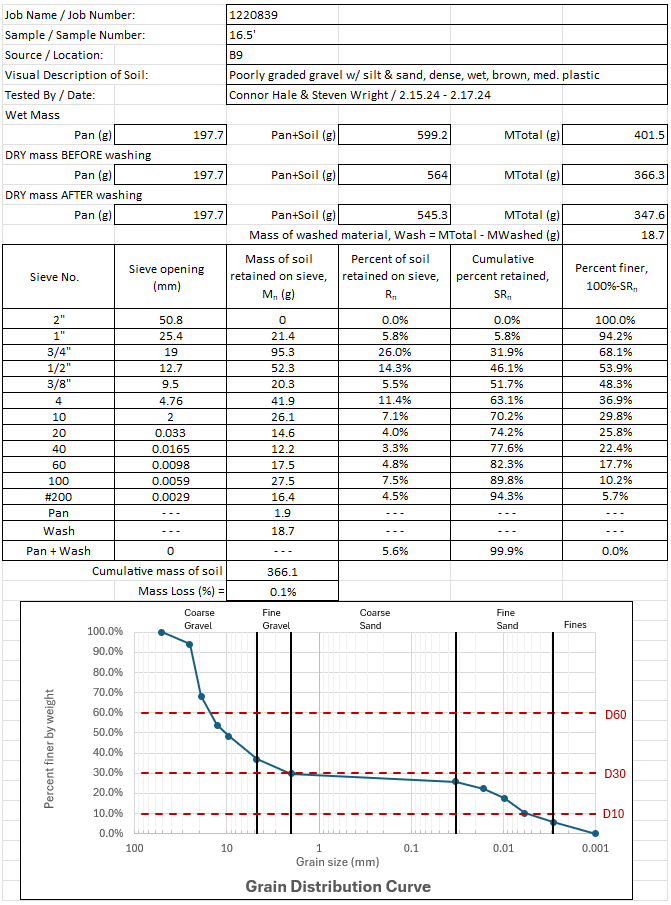 Job Name / Job Number: 1220839
Sample / Sample Number: 16.5'
Source / Location: B9
Visual Description of Soil: Poorly graded gravel w/ silt & sand, dense, wet, brown, med. plastic
Tested By / Date: Connor Hale & Steven Wright / 2.15.24 - 2.17.24
Wet Mass
Pan (g) 197.7 Pan+Soil (g) 599.2 MTotal (g) 401.5
DRY mass BEFORE washing
Pan (g) 197.7 Pan+Soil (g) 564 MTotal (g) 366.3
DRY mass AFTER washing
Pan (g) 197.7 Pan+Soil (g) 545.3 MTotal (g) 347.6
Mass of washed material, Wash = MTotal - MWashed (g) 18.7
Sieve No. Sieve opening (mm) Mass of soil retained on sieve, Mn (g) Percent of soil retained on sieve, Rn Cumulative percent retained, SRn Percent finer, 100%-SRn
2" 50.8 0 0.0% 0.0% 100.0%
1" 25.4 21.4 5.8% 5.8% 94.2%
3/4" 19 95.3 26.0% 31.9% 68.1%
1/2" 12.7 52.3 14.3% 46.1% 53.9%
3/8" 9.5 20.3 5.5% 51.7% 48.3%
4 4.76 41.9 11.4% 63.1% 36.9%
10 2 26.1 7.1% 70.2% 29.8%
20 0.033 14.6 4.0% 74.2% 25.8%
40 0.0165 12.2 3.3% 77.6% 22.4%
60 0.0098 17.5 4.8% 82.3% 17.7%
100 0.0059 27.5 7.5% 89.8% 10.2%
#200 0.0029 16.4 4.5% 94.3% 5.7%
Pan - - - 1.9 - - - - - - - - -
Wash - - - 18.7 - - - - - - - - -
Pan + Wash 0 - - - 5.6% 99.9% 0.0%
Cumulative mass of soil 366.1
Mass Loss (%) = 0.1%
Coarse Gravel Fine Gravel Coarse Sand Fine Sand Fines
100.0%
90.0%
80.0%
70.0%
60.0%
50.0%
40.0%
30.0%
20.0%
10.0%
0.0%
Percent finer by weight
D60
D30
D10
100 10 1 0.1 0.01 0.001
Grain size (mm)
Grain Distribution Curve